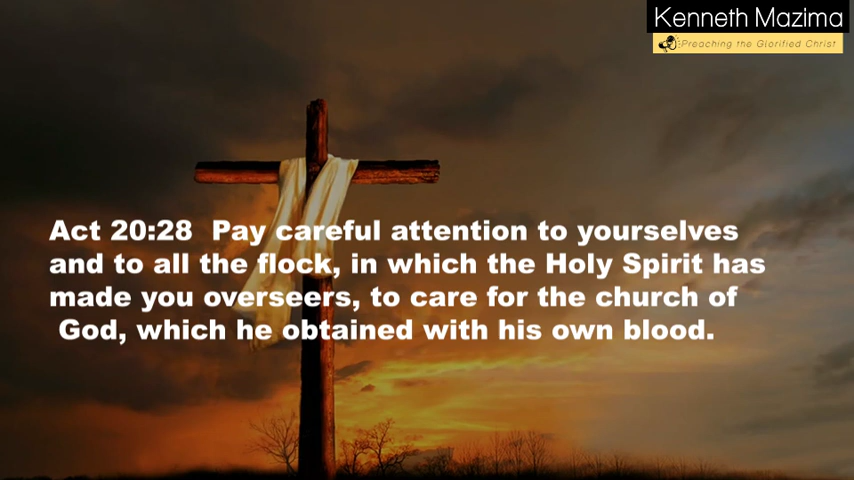 Kenneth Mazima
Preaching the Glorified Christ
Act 20:28  Pay careful attention to yourselves
and to all the flock, in which the Holy Spirit has
made you overseers, to care for the church of
God, which he obtained with his own blood.